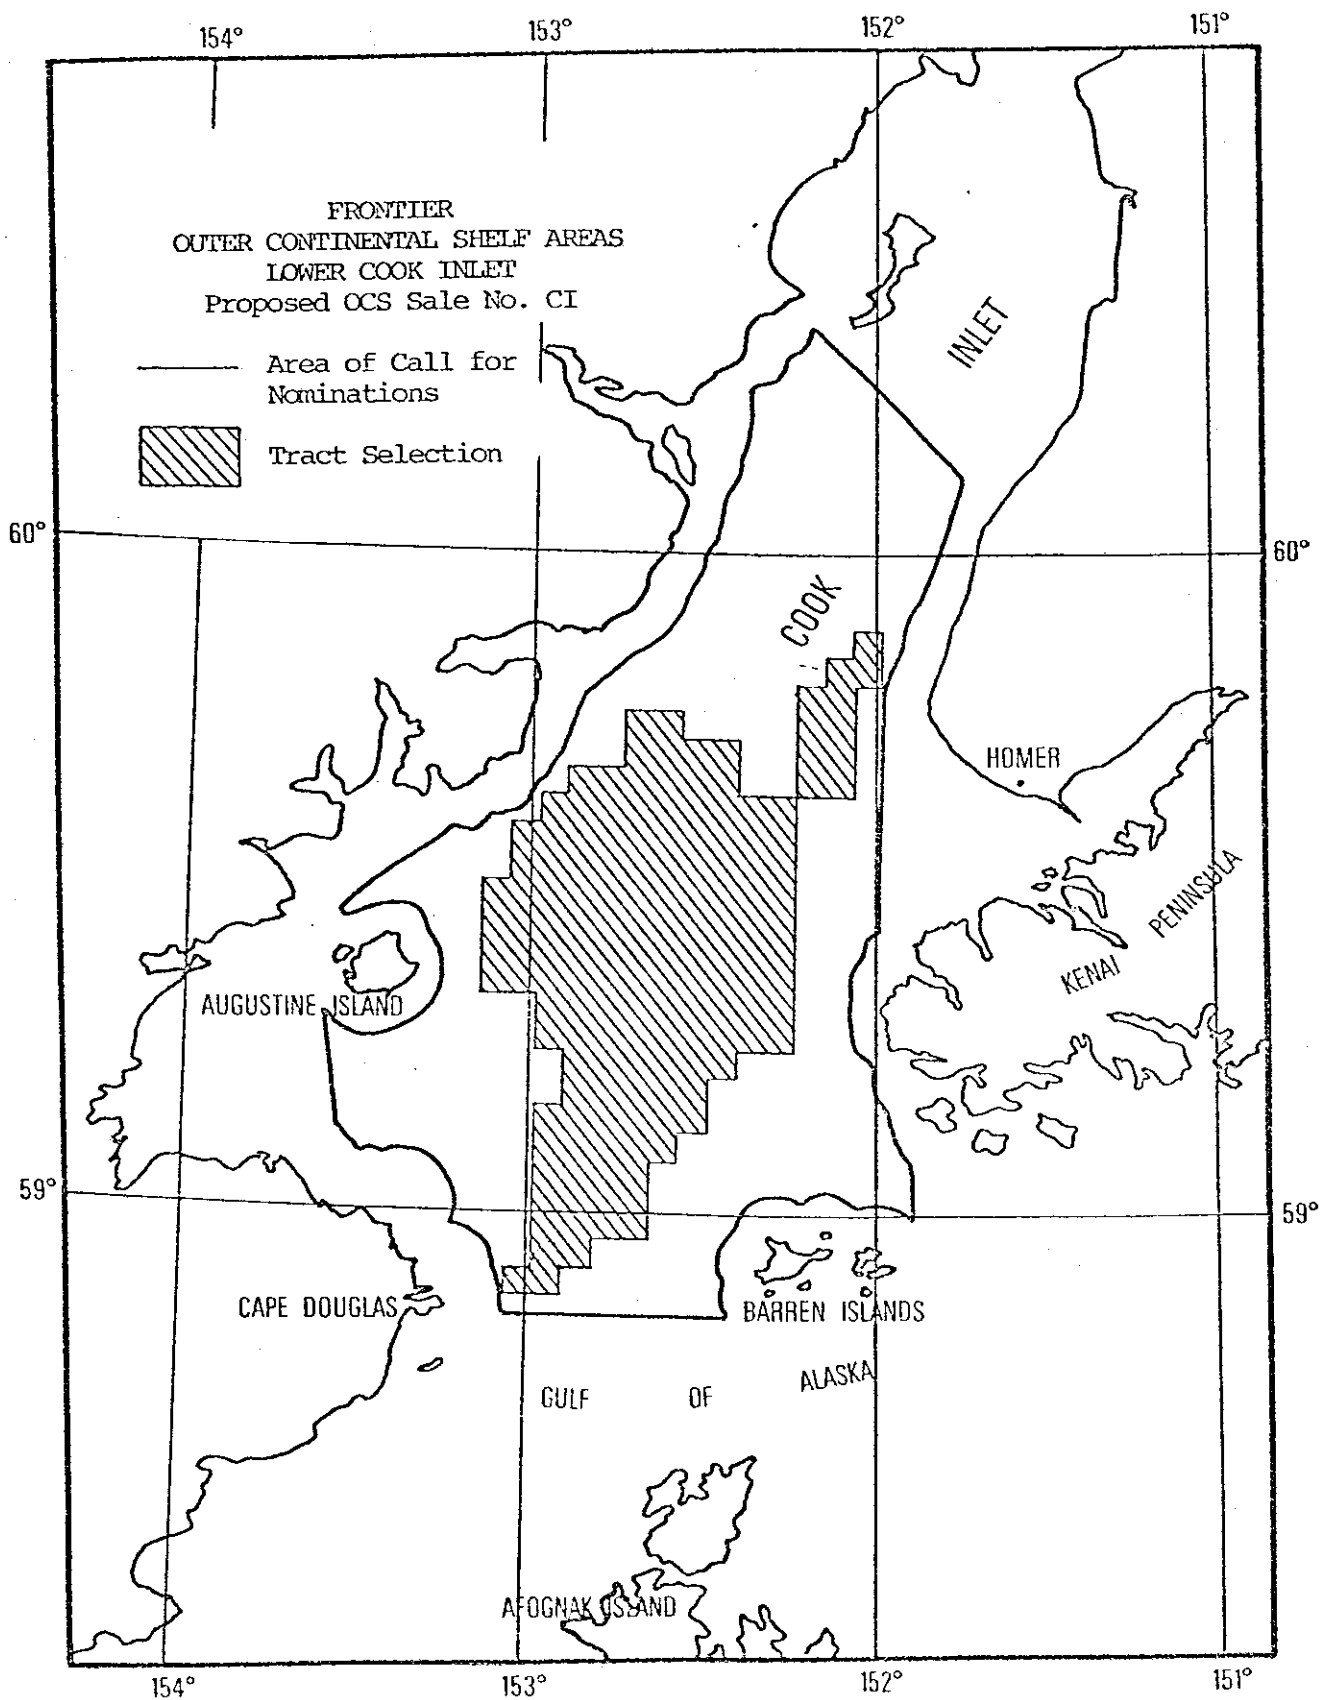 154° 153° 152° 151°
FRONTIER
OUTER CONTINENTAL SHELF AREAS
LOWER COOK INLET
Proposed OCS Sale No. CI
Area of Call for
Nominations
Tract Selection
INLET
60° 60°
COOK
HOMER
PENINSULA
KENAI
AUGUSTINE ISLAND
59° 59°
CAPE DOUGLAS
BARREN ISLANDS
GULF OF ALASKA
AFOGNAK ISLAND
154° 153° 152° 151°